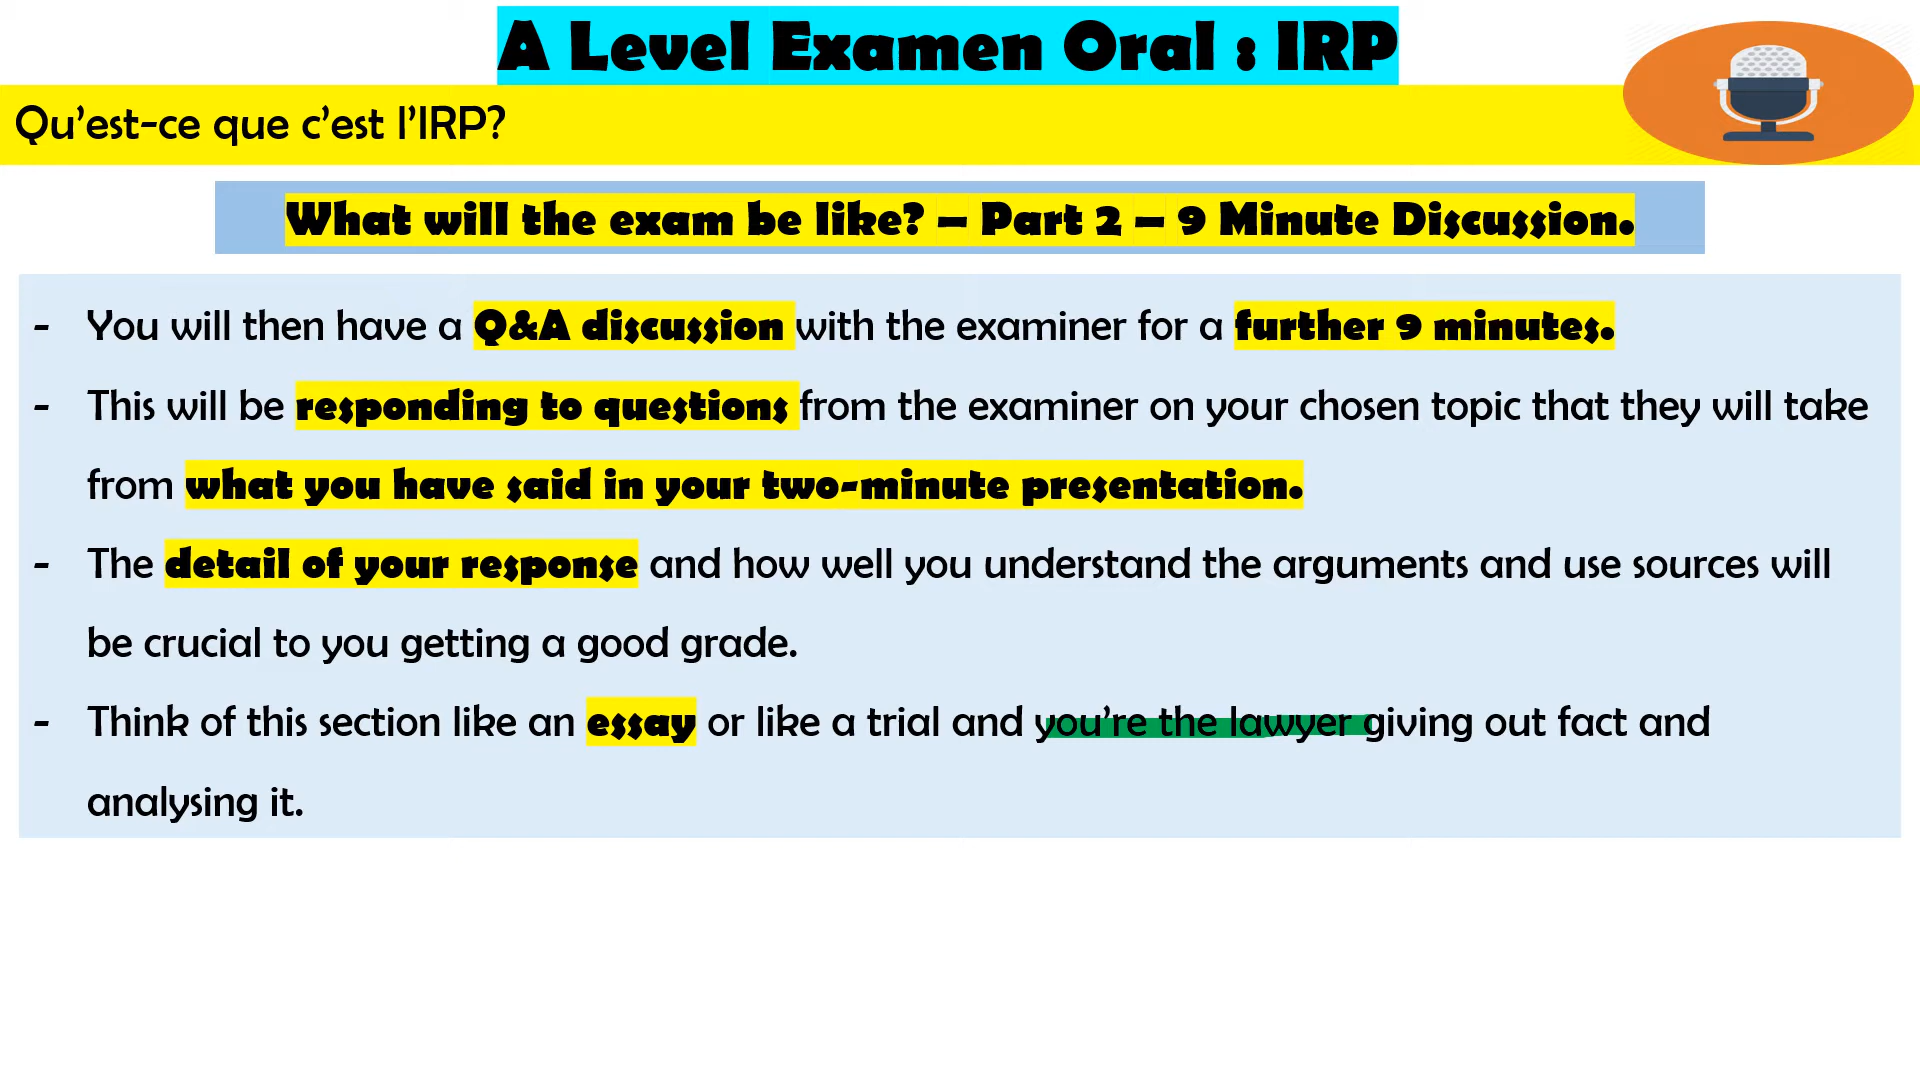 A Level Examen Oral : IRP
Qu’est-ce que c’est l’IRP?
What will the exam be like? – Part 2 – 9 Minute Discussion.
- You will then have a Q&A discussion with the examiner for a further 9 minutes.
- This will be responding to questions from the examiner on your chosen topic that they will take
from what you have said in your two-minute presentation.
- The detail of your response and how well you understand the arguments and use sources will
be crucial to you getting a good grade.
- Think of this section like an essay or like a trial and you’re the lawyer giving out fact and
analysing it.